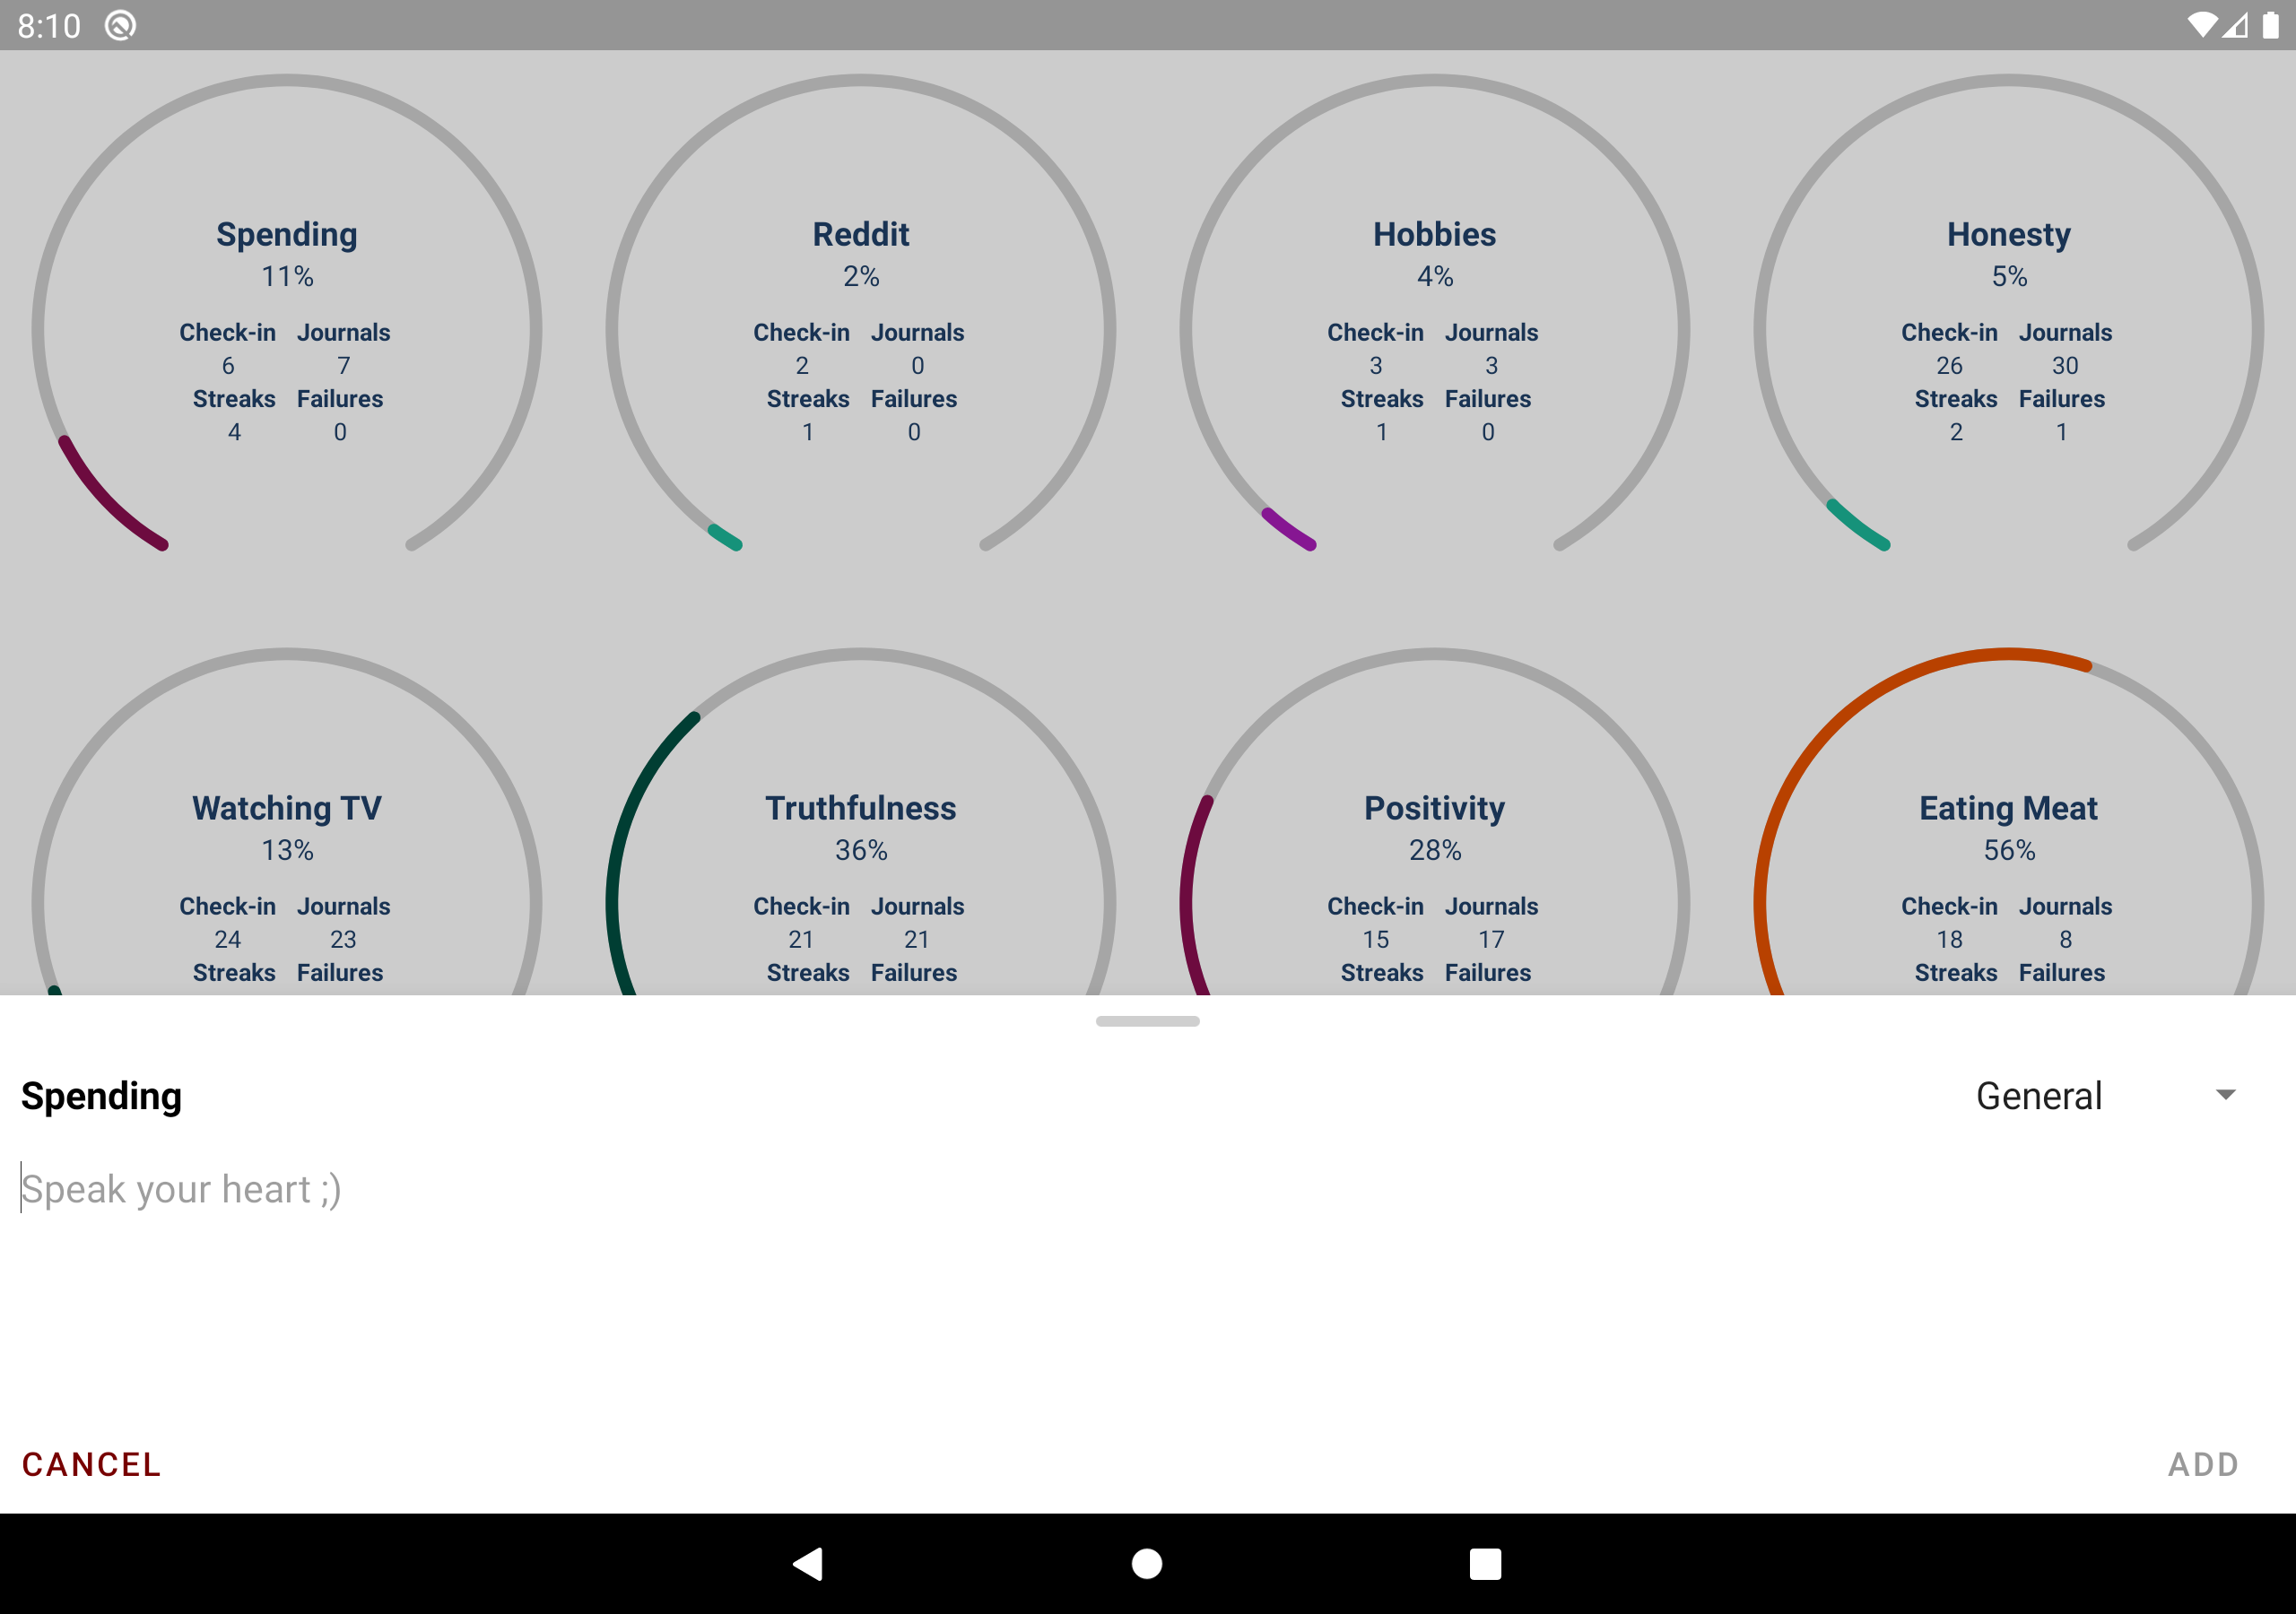 8:10
Spending Reddit Hobbies Honesty
11% 2% 4% 5%
Check-in Journals Check-in Journals Check-in Journals Check-in Journals
6 7 2 0 3 3 26 30
Streaks Failures Streaks Failures Streaks Failures Streaks Failures
4 0 1 0 1 0 2 1
Watching TV Truthfulness Positivity Eating Meat
13% 36% 28% 56%
Check-in Journals Check-in Journals Check-in Journals Check-in Journals
24 23 21 21 15 17 18 8
Streaks Failures Streaks Failures Streaks Failures Streaks Failures
Spending General
Speak your heart ;)
CANCEL ADD